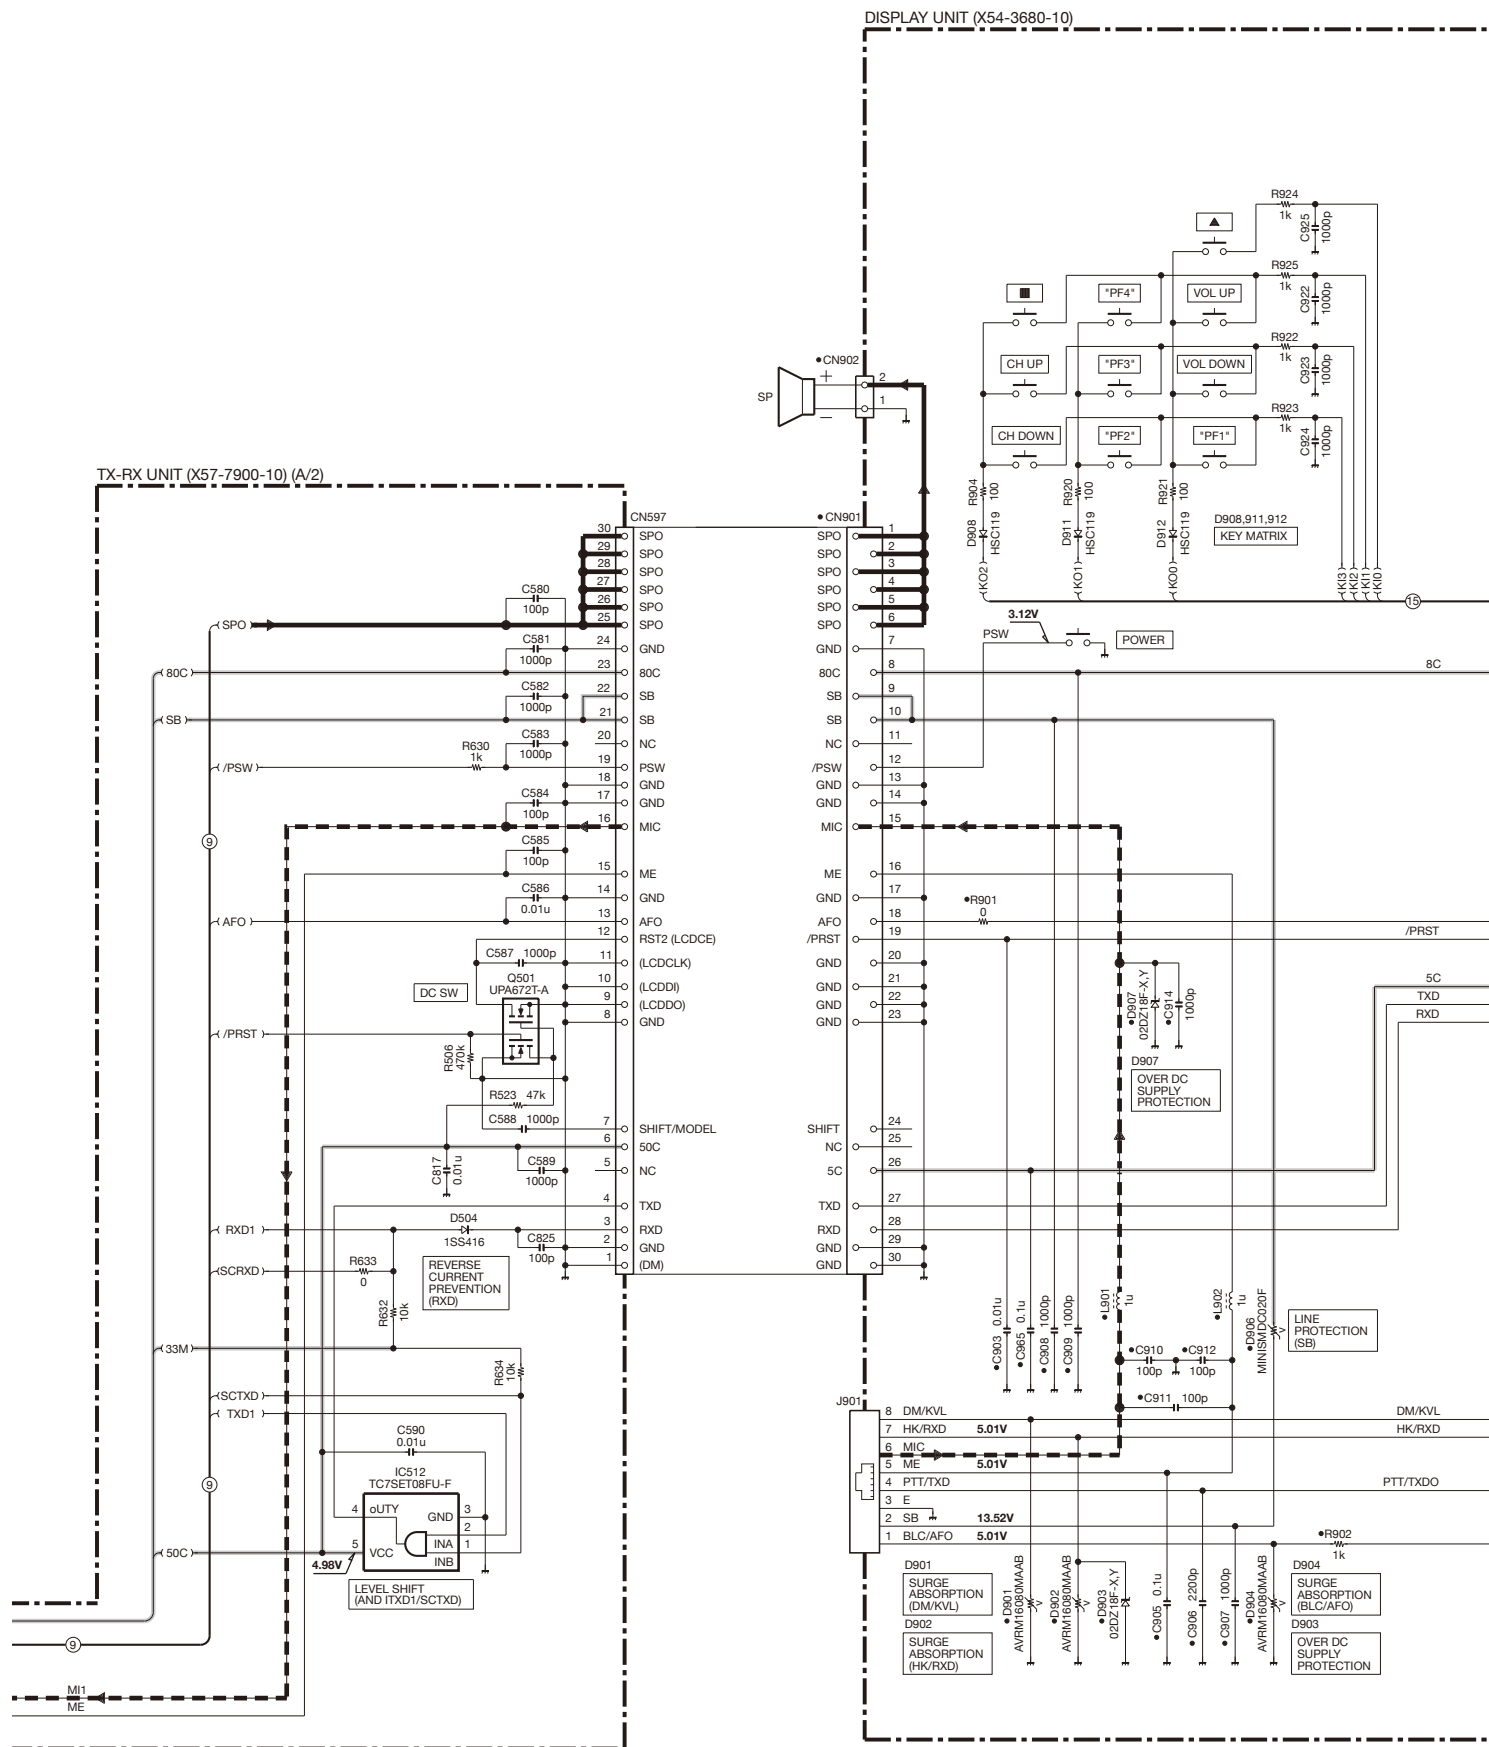 DISPLAY UNIT (X54-3680-10)
R924
1k
C925
1000p
▲
R925
1k
C922
1000p
"PF4"
VOL UP
R922
1k
C923
1000p
CH UP
"PF3"
VOL DOWN
R923
1k
C924
1000p
CH DOWN
"PF2"
"PF1"
R904
100
R920
100
R921
100
D908
HSC119
D911
HSC119
D912
HSC119
D908,911,912
KEY MATRIX
KO2
KO1
KO0
KI3
KI2
KI1
KI0
15
•CN902
SP
+
−
2
1
TX-RX UNIT (X57-7900-10) (A/2)
CN597
•CN901
30 SPO
29 SPO
28 SPO
27 SPO
26 SPO
25 SPO
24 GND
23 80C
22 SB
21 SB
20 NC
19 PSW
18 GND
17 GND
16 MIC
15 ME
14 GND
13 AFO
12 RST2 (LCDCE)
11 (LCDCLK)
10 (LCDDI)
9 (LCDDO)
8 GND
7 SHIFT/MODEL
6 50C
5 NC
4 TXD
3 RXD
2 GND
1 (DM)
SPO 1
SPO 2
SPO 3
SPO 4
SPO 5
SPO 6
GND 7
80C 8
SB 9
SB 10
NC 11
/PSW 12
GND 13
GND 14
MIC 15
ME 16
GND 17
AFO 18
/PRST 19
GND 20
GND 21
GND 22
GND 23
SHIFT 24
NC 25
5C 26
TXD 27
RXD 28
GND 29
GND 30
C580
100p
SPO
C581
1000p
80C
C582
1000p
SB
C583
1000p
R630
1k
/PSW
C584
100p
9
C585
100p
C586
0.01u
AFO
C587 1000p
Q501
UPA672T-A
DC SW
/PRST
R506
470k
R523 47k
C588 1000p
C817
0.01u
C589
1000p
D504
1SS416
RXD1
C825
100p
R633
0
SCRXD
REVERSE
CURRENT
PREVENTION
(RXD)
R632
10k
33M
R634
10k
SCTXD
TXD1
C590
0.01u
9
IC512
TC7SET08FU-F
4 oUTY
GND 3
2
INA 1
5 VCC
INB
50C
4.98V
LEVEL SHIFT
(AND ITXD1/SCTXD)
9
MI1
ME
PSW
3.12V
POWER
8C
•R901
0
/PRST
5C
TXD
RXD
•D907
02DZ18F-X,Y
•C914
1000p
D907
OVER DC
SUPPLY
PROTECTION
•C903 0.01u
•C965 0.1u
•C908 1000p
•C909 1000p
•L901
1u
•L902
1u
•D906
MINISMDC020F
LINE
PROTECTION
(SB)
•C910
100p
•C912
100p
•C911 100p
J901
8 DM/KVL
7 HK/RXD 5.01V
6 MIC
5 ME 5.01V
4 PTT/TXD
3 E
2 SB 13.52V
1 BLC/AFO 5.01V
DM/KVL
HK/RXD
PTT/TXDO
•R902
1k
D901
SURGE
ABSORPTION
(DM/KVL)
D902
SURGE
ABSORPTION
(HK/RXD)
•D901
AVRM16080MAAB
•D902
AVRM16080MAAB
•D903
02DZ18F-X,Y
•C905 0.1u
•C906 2200p
•C907 1000p
•D904
AVRM16080MAAB
D904
SURGE
ABSORPTION
(BLC/AFO)
D903
OVER DC
SUPPLY
PROTECTION